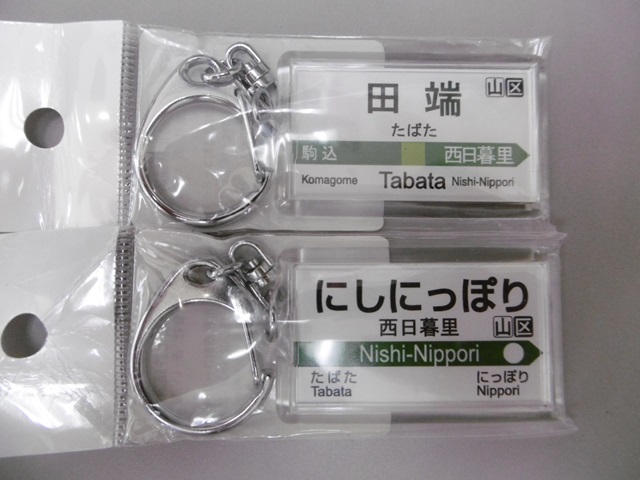 田端 山区
たばた
駒込 西日暮里
Komagome Tabata Nishi-Nippori
にしにっぽり
西日暮里 山区
Nishi-Nippori
たばた にっぽり
Tabata Nippori